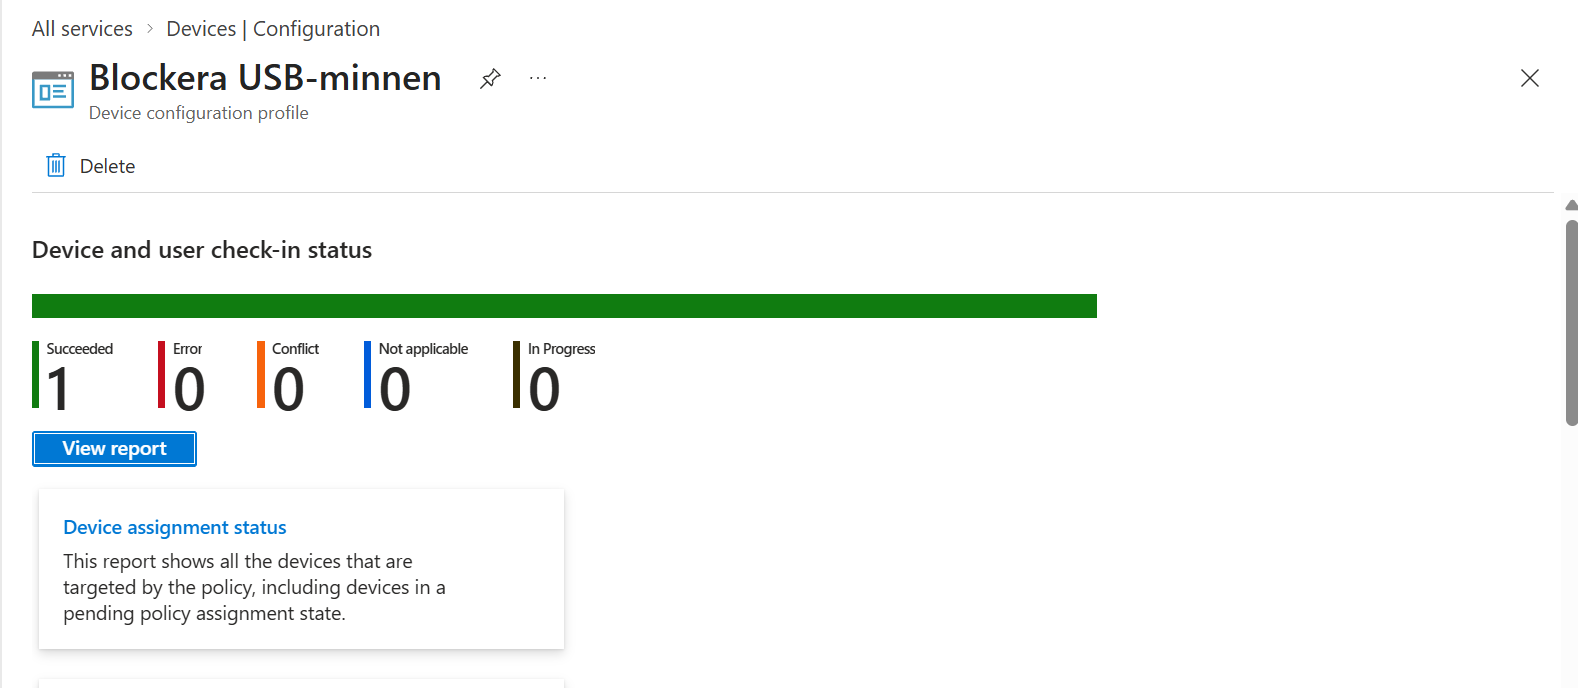 All services > Devices | Configuration
Blockera USB-minnen
...
Device configuration profile
Delete
Device and user check-in status
Succeeded Error Conflict Not applicable In Progress
1 0 0 0 0
View report
Device assignment status
This report shows all the devices that are
targeted by the policy, including devices in a
pending policy assignment state.